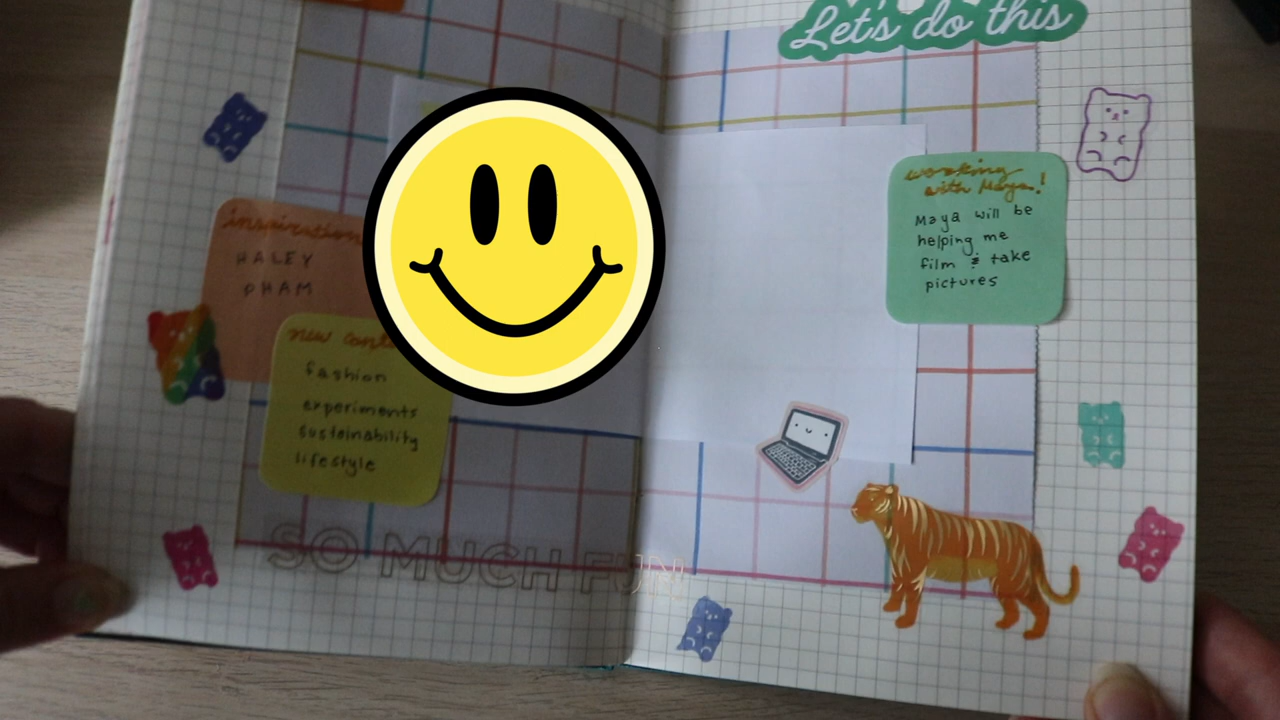 Let's do this
inspiration
HALEY
PHAM
new
fashion
experiments
sustainability
lifestyle
working
with Maya!
Maya will be
helping me
film & take
pictures
SO MUCH FUN